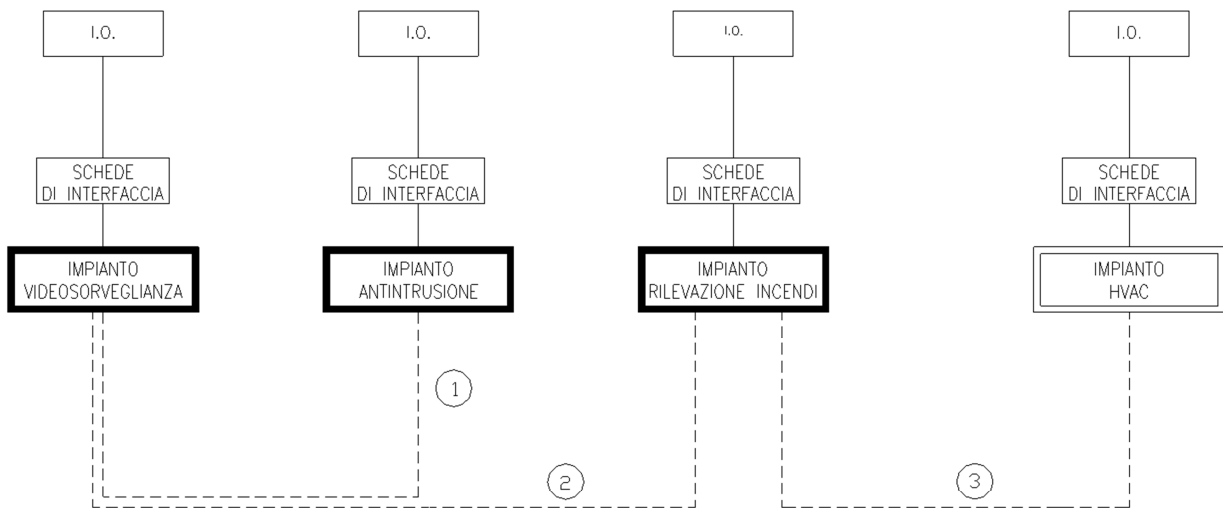 I.O.
I.O.
I.O.
I.O.
SCHEDE
DI INTERFACCIA
SCHEDE
DI INTERFACCIA
SCHEDE
DI INTERFACCIA
SCHEDE
DI INTERFACCIA
IMPIANTO
VIDEOSORVEGLIANZA
IMPIANTO
ANTINTRUSIONE
IMPIANTO
RILEVAZIONE INCENDI
IMPIANTO
HVAC
1
2
3